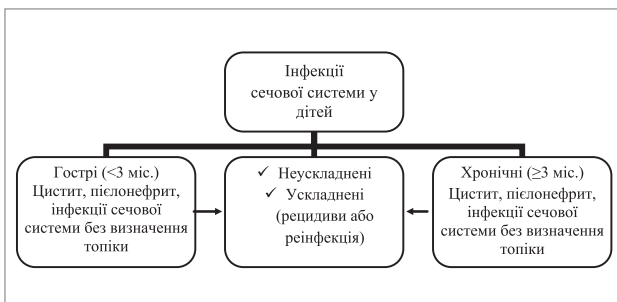 Інфекції
сечової системи у
дітей
Гострі (<3 міс.)
Цистит, пієлонефрит,
інфекції сечової
системи без визначення
топіки
✓ Неускладнені
✓ Ускладнені
(рецидиви або
реінфекція)
Хронічні (≥3 міс.)
Цистит, пієлонефрит,
інфекції сечової
системи без визначення
топіки